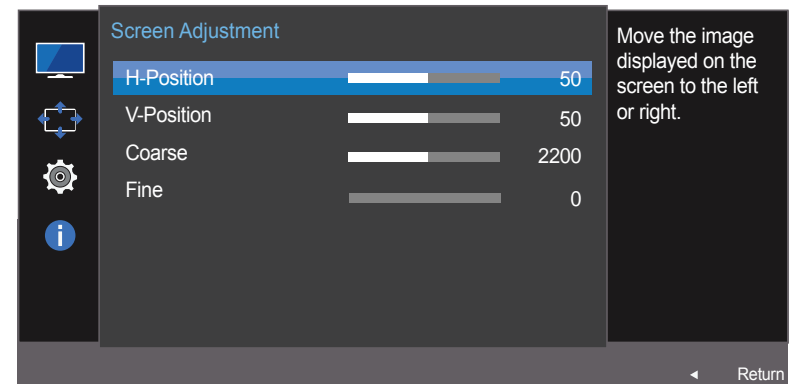 Screen Adjustment
H-Position 50
V-Position 50
Coarse 2200
Fine 0
Move the image
displayed on the
screen to the left
or right.
i
◄ Return